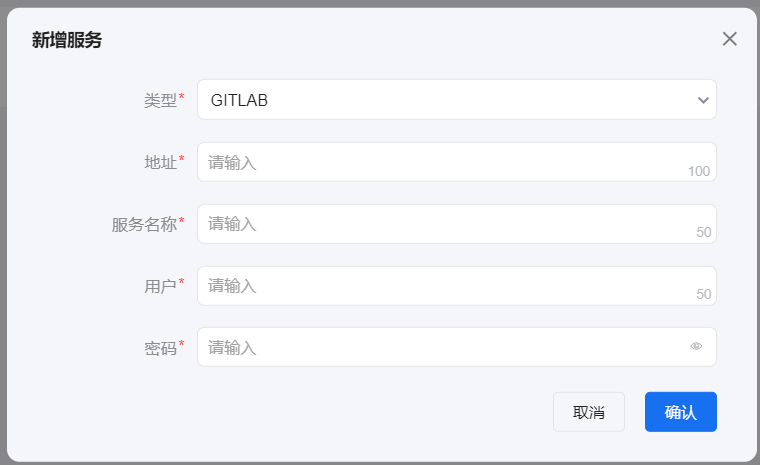 新增服务
类型*
GITLAB
地址*
请输入
100
服务名称*
请输入
50
用户*
请输入
50
密码*
请输入
取消
确认